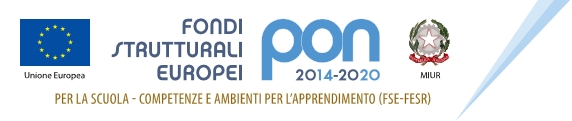 FONDI
STRUTTURALI
EUROPEI
pon
2014-2020
Unione Europea
MIUR
PER LA SCUOLA - COMPETENZE E AMBIENTI PER L'APPRENDIMENTO (FSE-FESR)